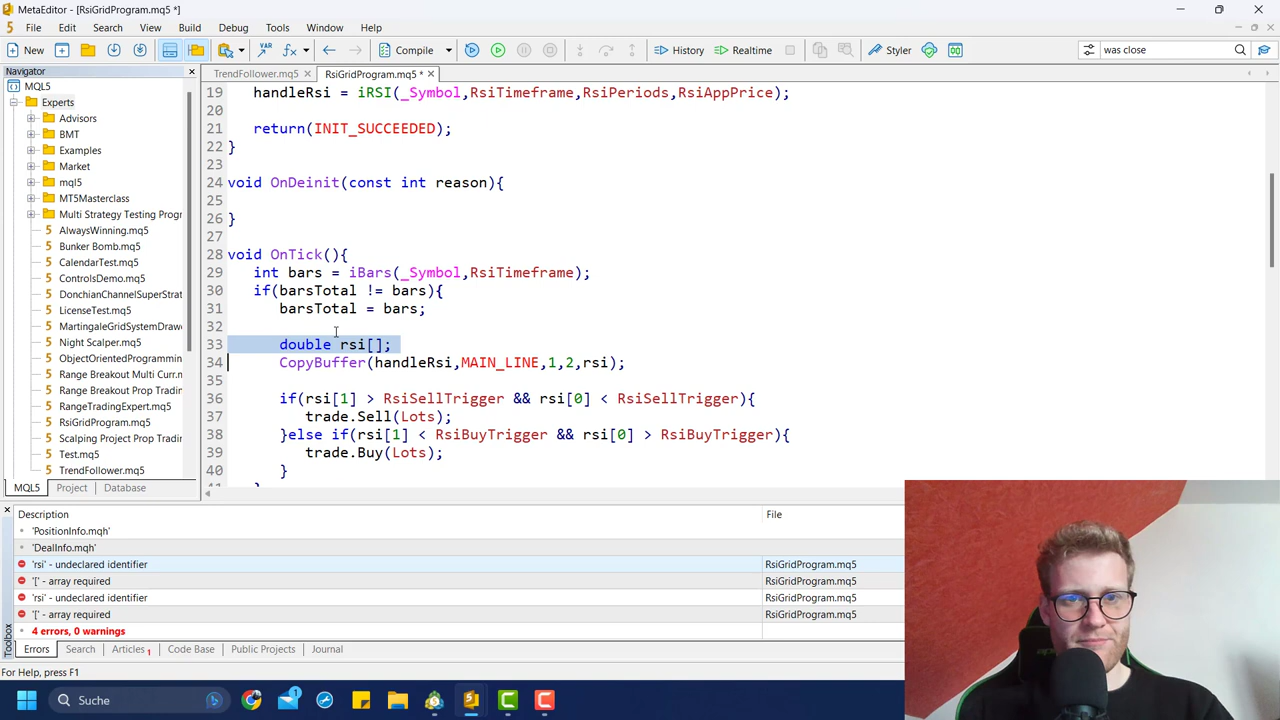 MetaEditor - [RsiGridProgram.mq5 *]
File Edit Search View Build Debug Tools Window Help
New Compile History Realtime Styler was close
Navigator
TrendFollower.mq5 RsiGridProgram.mq5 *
MQL5
Experts
Advisors
BMT
Examples
Market
mql5
MT5Masterclass
Multi Strategy Testing Progr
AlwaysWinning.mq5
Bunker Bomb.mq5
CalendarTest.mq5
ControlsDemo.mq5
DonchianChannelSuperStrat
LicenseTest.mq5
MartingaleGridSystemDraw
Night Scalper.mq5
ObjectOrientedProgrammin
Range Breakout Multi Curr.m
Range Breakout Prop Tradin
RangeTradingExpert.mq5
RsiGridProgram.mq5
Scalping Project Prop Tradin
Test.mq5
TrendFollower.mq5
MQL5 Project Database
19 handleRsi = iRSI(_Symbol,RsiTimeframe,RsiPeriods,RsiAppPrice);
20
21 return(INIT_SUCCEEDED);
22 }
23
24 void OnDeinit(const int reason){
25
26 }
27
28 void OnTick(){
29 int bars = iBars(_Symbol,RsiTimeframe);
30 if(barsTotal != bars){
31 barsTotal = bars;
32
33 double rsi[];
34 CopyBuffer(handleRsi,MAIN_LINE,1,2,rsi);
35
36 if(rsi[1] > RsiSellTrigger && rsi[0] < RsiSellTrigger){
37 trade.Sell(Lots);
38 }else if(rsi[1] < RsiBuyTrigger && rsi[0] > RsiBuyTrigger){
39 trade.Buy(Lots);
40 }
Description File
'PositionInfo.mqh'
'DealInfo.mqh'
'rsi' - undeclared identifier RsiGridProgram.mq5
'[' - array required RsiGridProgram.mq5
'rsi' - undeclared identifier RsiGridProgram.mq5
'[' - array required RsiGridProgram.mq5
4 errors, 0 warnings
Toolbox
Errors Search Articles 1 Code Base Public Projects Journal
For Help, press F1
Suche
1